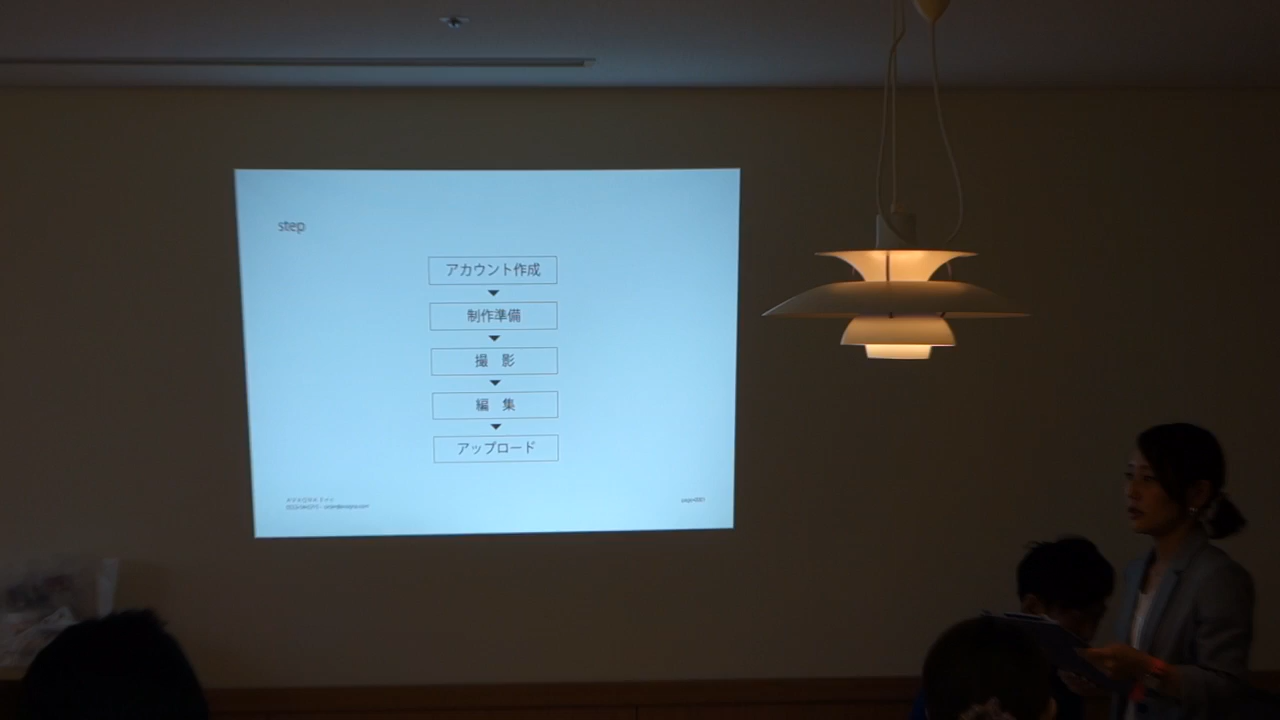 step
アカウント作成
制作準備
撮　影
編　集
アップロード